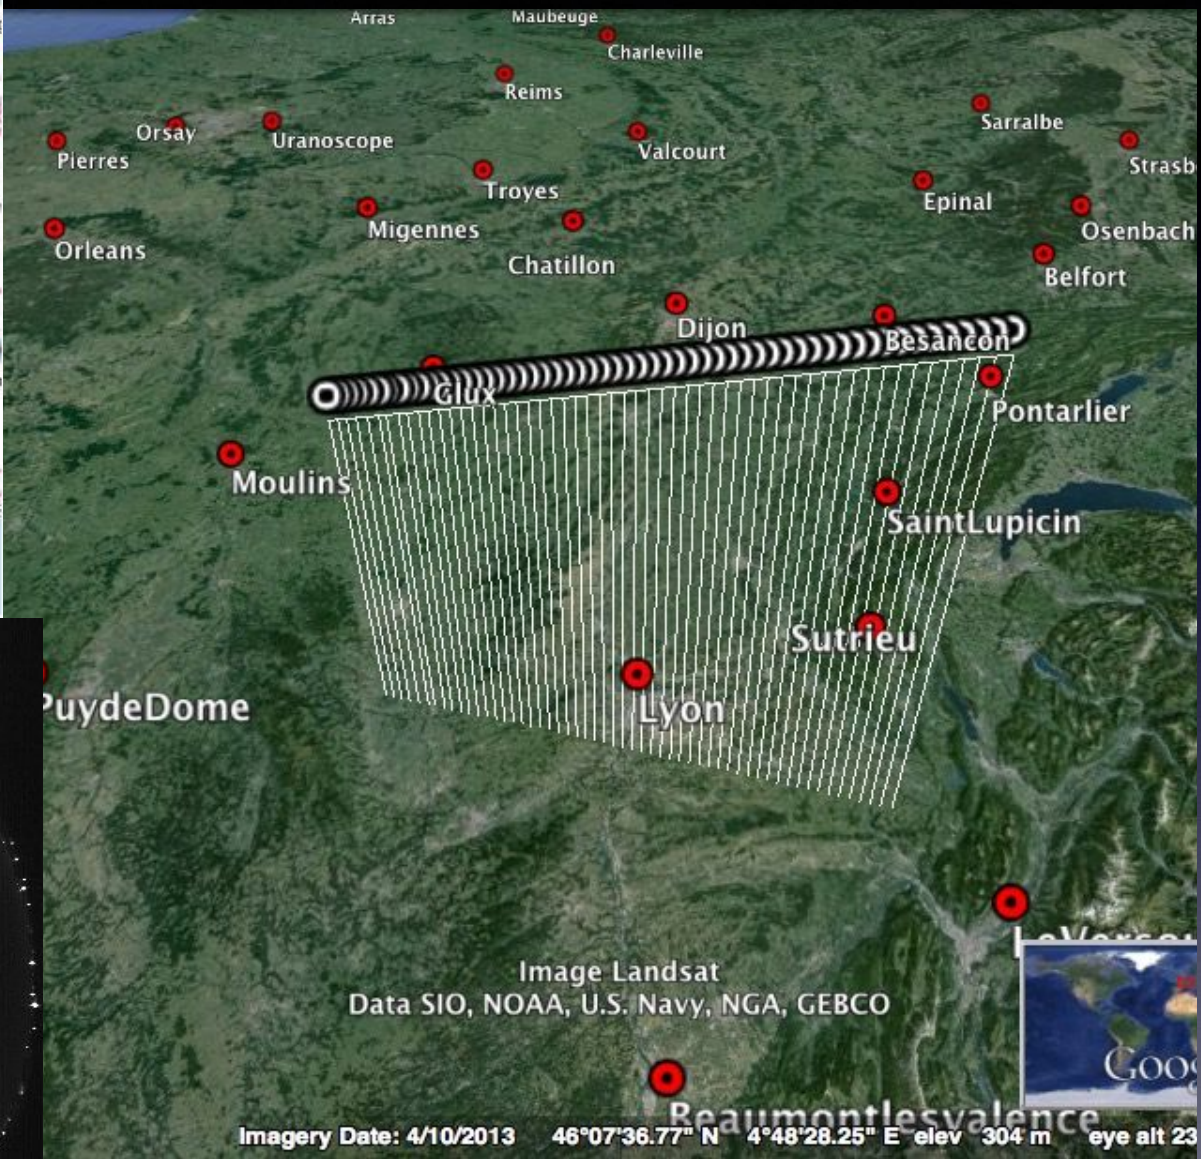 Arras
Maubeuge
Charleville
Reims
Sarralbe
Orsay
Uranoscope
Valcourt
Pierres
Strasb
Troyes
Epinal
Migennes
Osenbach
Orleans
Chatillon
Belfort
Dijon
Besancon
Glux
Pontarlier
Moulins
SaintLupicin
Sutrieu
PuydeDome
Lyon
Image Landsat
Data SIO, NOAA, U.S. Navy, NGA, GEBCO
Beaumontlesvalence
Imagery Date: 4/10/2013 46°07'36.77" N 4°48'28.25" E elev 304 m eye alt 23